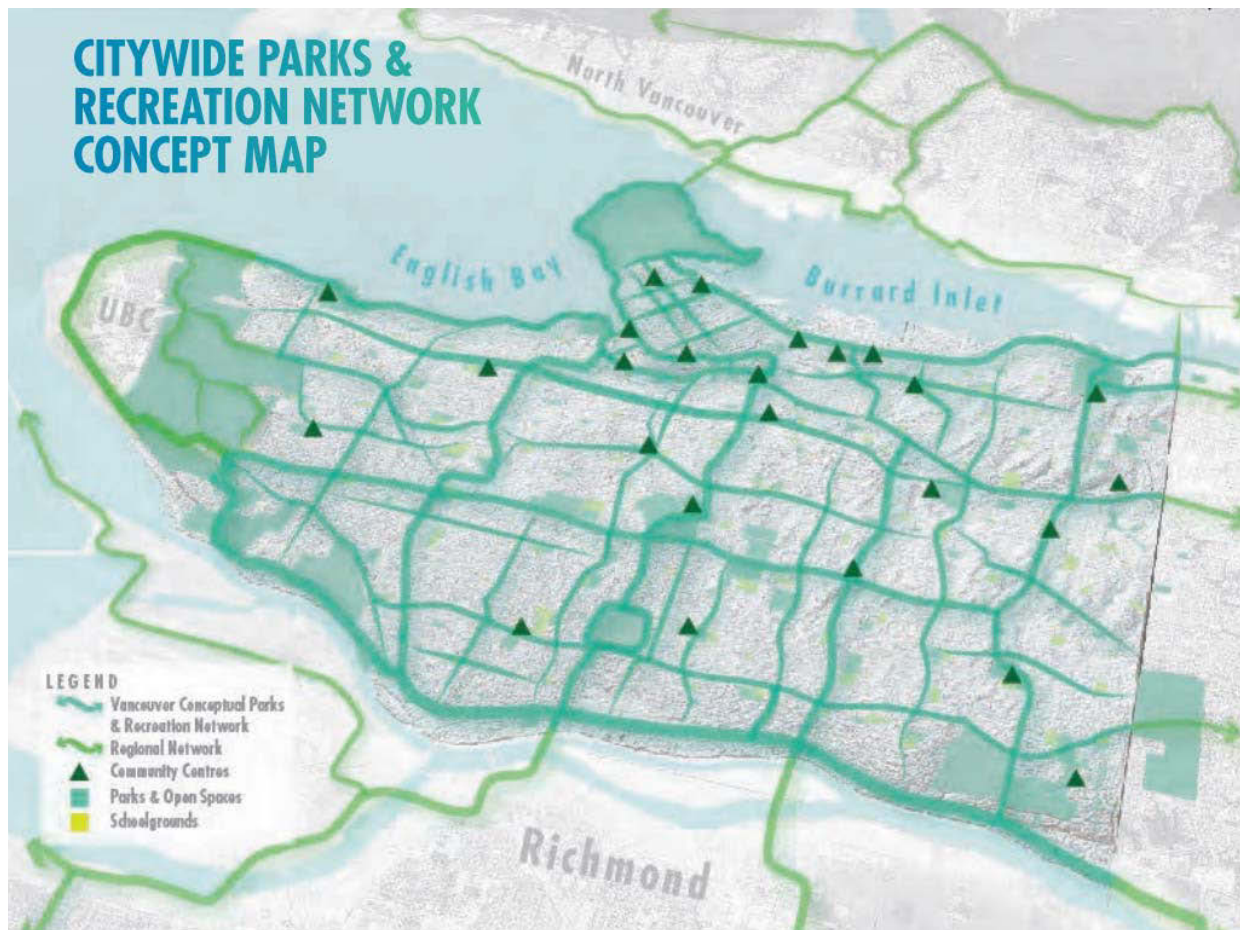 CITYWIDE PARKS &
RECREATION NETWORK
CONCEPT MAP
North Vancouver
English Bay
Burrard Inlet
UBC
LEGEND
Vancouver Conceptual Parks
& Recreation Network
Regional Network
Community Centres
Parks & Open Spaces
Schoolgrounds
Richmond